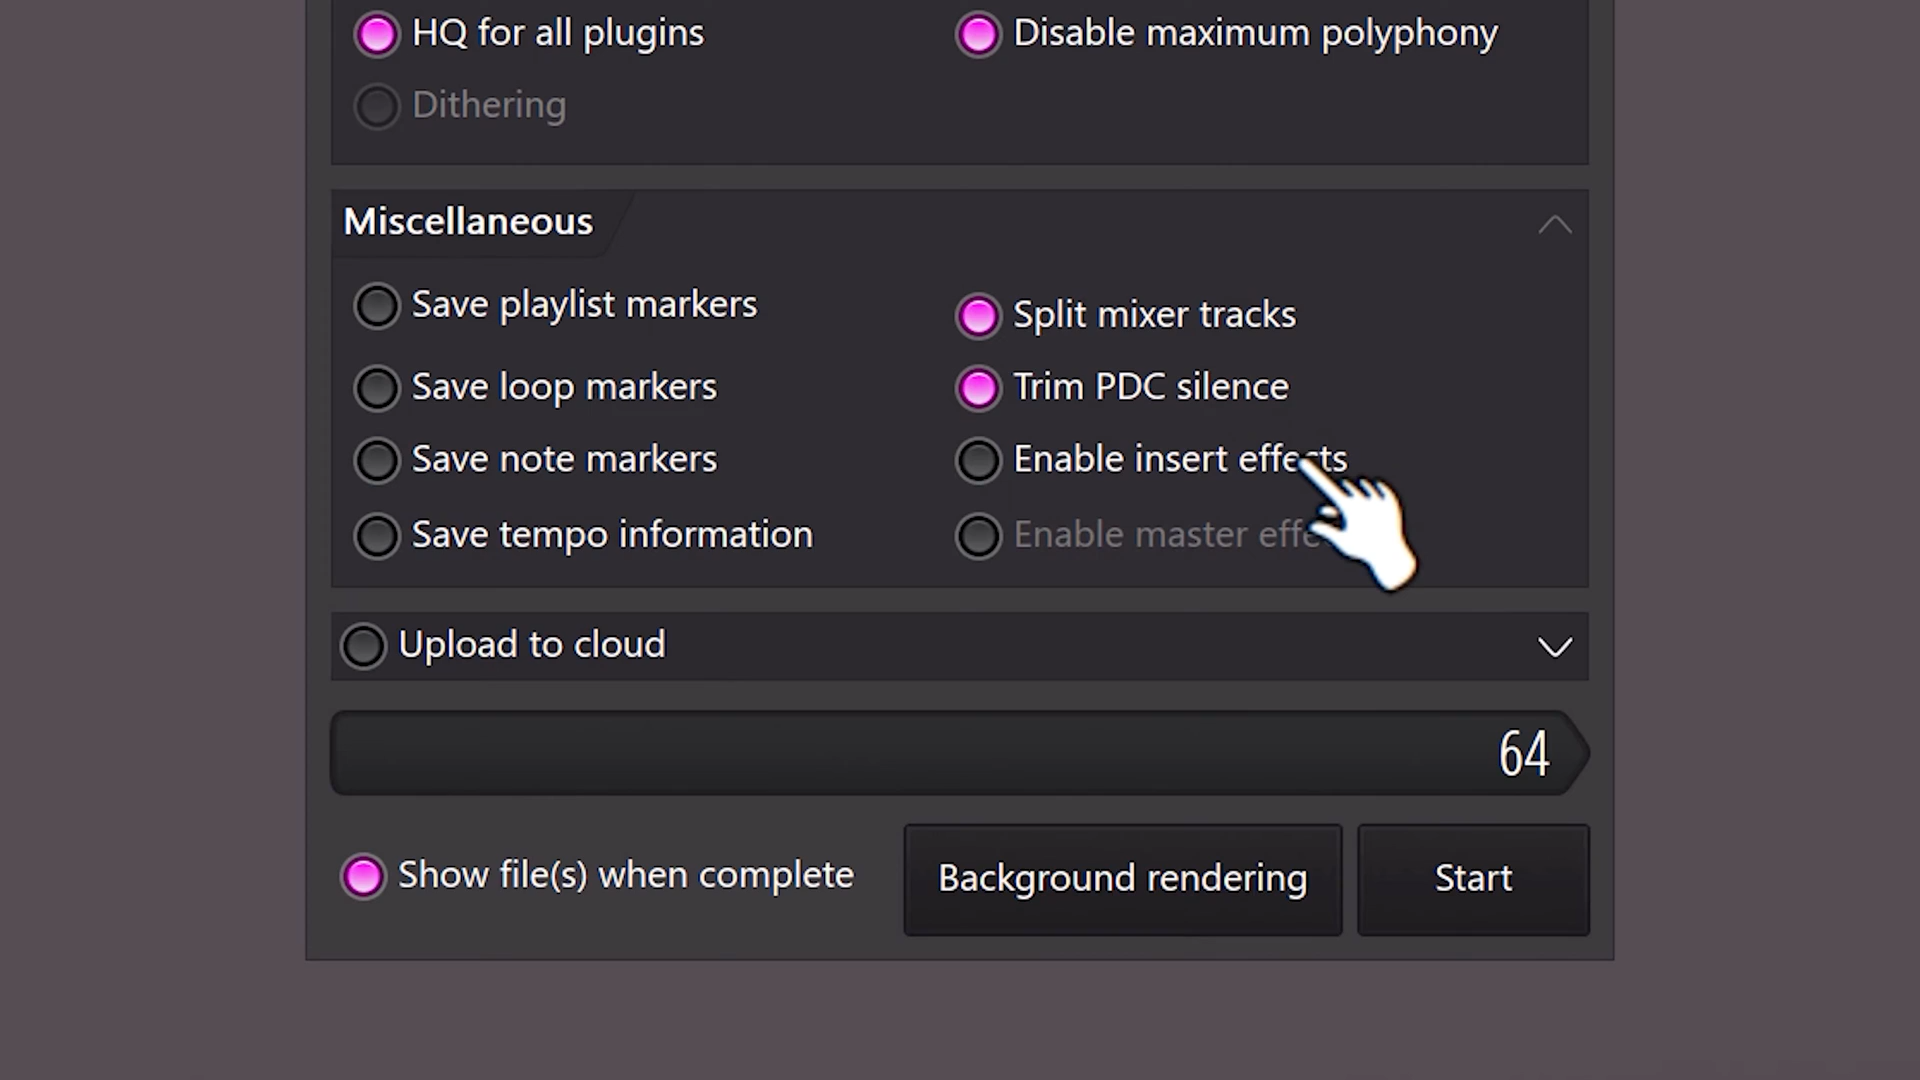 HQ for all plugins
Disable maximum polyphony
Dithering
Miscellaneous
Save playlist markers
Split mixer tracks
Save loop markers
Trim PDC silence
Save note markers
Enable insert effects
Save tempo information
Enable master
Upload to cloud
64
Show file(s) when complete
Background rendering
Start